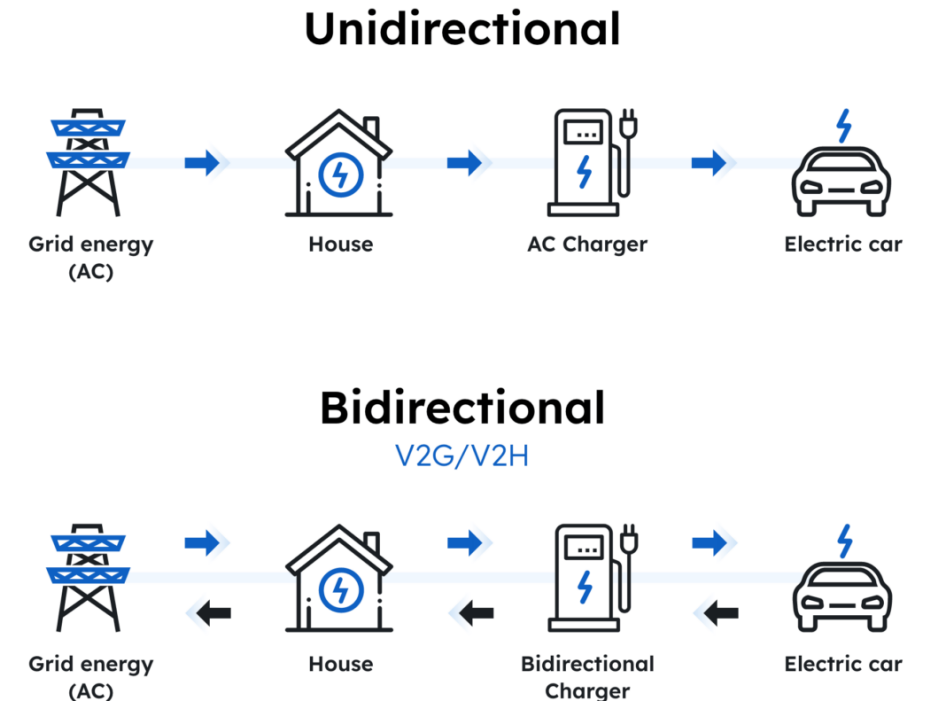 Unidirectional
Grid energy
(AC)
House
AC Charger
Electric car
Bidirectional
V2G/V2H
Grid energy
(AC)
House
Bidirectional
Charger
Electric car